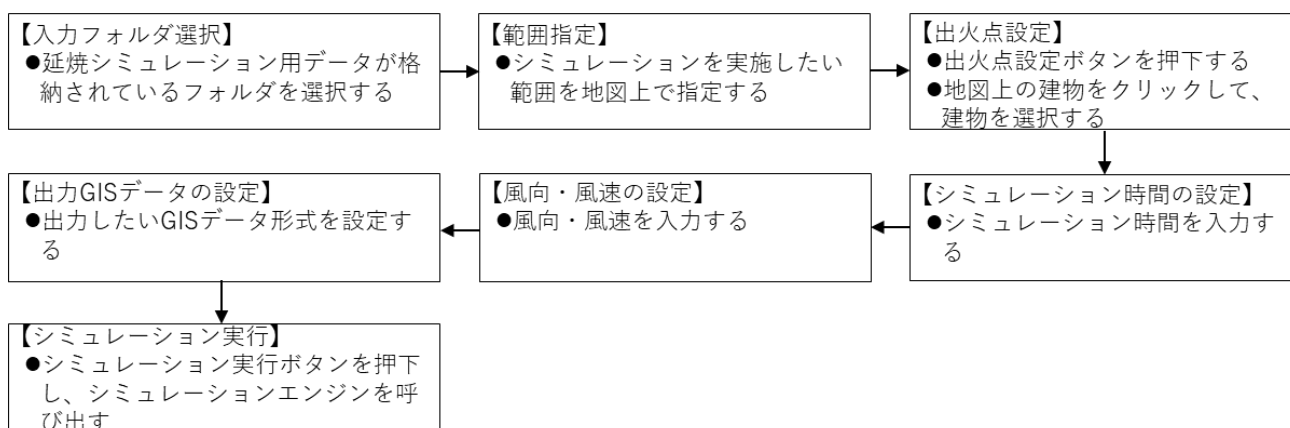 【入力フォルダ選択】
●延焼シミュレーション用データが格
納されているフォルダを選択する
【範囲指定】
●シミュレーションを実施したい
範囲を地図上で指定する
【出火点設定】
●出火点設定ボタンを押下する
●地図上の建物をクリックして、
建物を選択する
【シミュレーション時間の設定】
●シミュレーション時間を入力す
る
【風向・風速の設定】
●風向・風速を入力する
【出力GISデータの設定】
●出力したいGISデータ形式を設定す
る
【シミュレーション実行】
●シミュレーション実行ボタンを押下
し、シミュレーションエンジンを呼
び出す